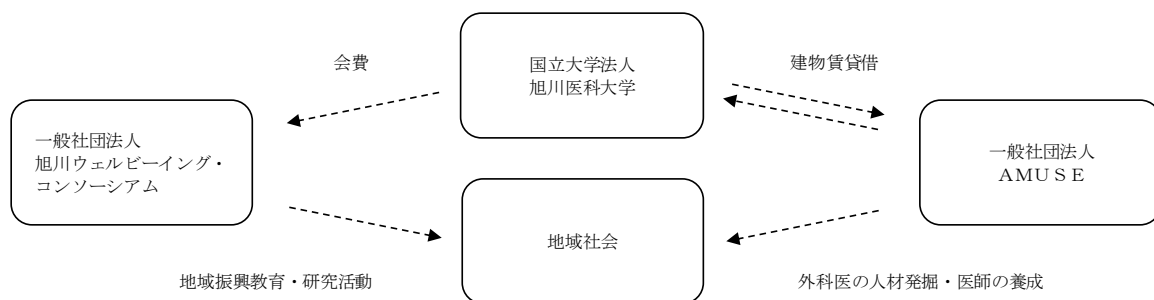 会費
国立大学法人
旭川医科大学
建物賃貸借
一般社団法人
旭川ウェルビーイング・
コンソーシアム
一般社団法人
ＡＭＵＳＥ
地域社会
地域振興教育・研究活動
外科医の人材発掘・医師の養成